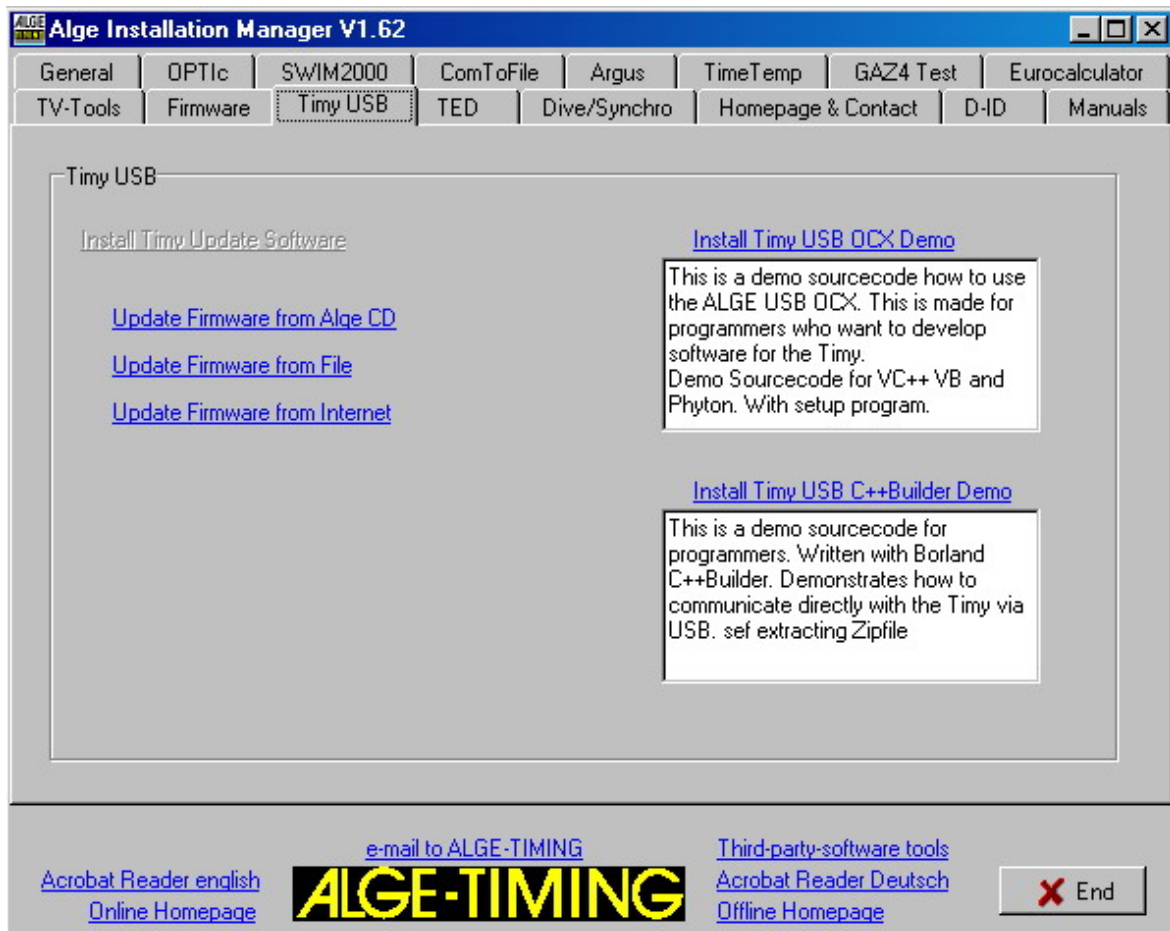 Alge Installation Manager V1.62
General OPTIc SWIM2000 ComToFile Argus TimeTemp GAZ4 Test Eurocalculator
TV-Tools Firmware Timy USB TED Dive/Synchro Homepage & Contact D-ID Manuals
Timy USB
Install Timy Update Software
Update Firmware from Alge CD
Update Firmware from File
Update Firmware from Internet
Install Timy USB OCX Demo
This is a demo sourcecode how to use
the ALGE USB OCX. This is made for
programmers who want to develop
software for the Timy.
Demo Sourcecode for VC++ VB and
Phyton. With setup program.
Install Timy USB C++Builder Demo
This is a demo sourcecode for
programmers. Written with Borland
C++Builder. Demonstrates how to
communicate directly with the Timy via
USB. sef extracting Zipfile
e-mail to ALGE-TIMING
Third-party-software tools
Acrobat Reader english
ALGE-TIMING
Acrobat Reader Deutsch
End
Online Homepage
Offline Homepage